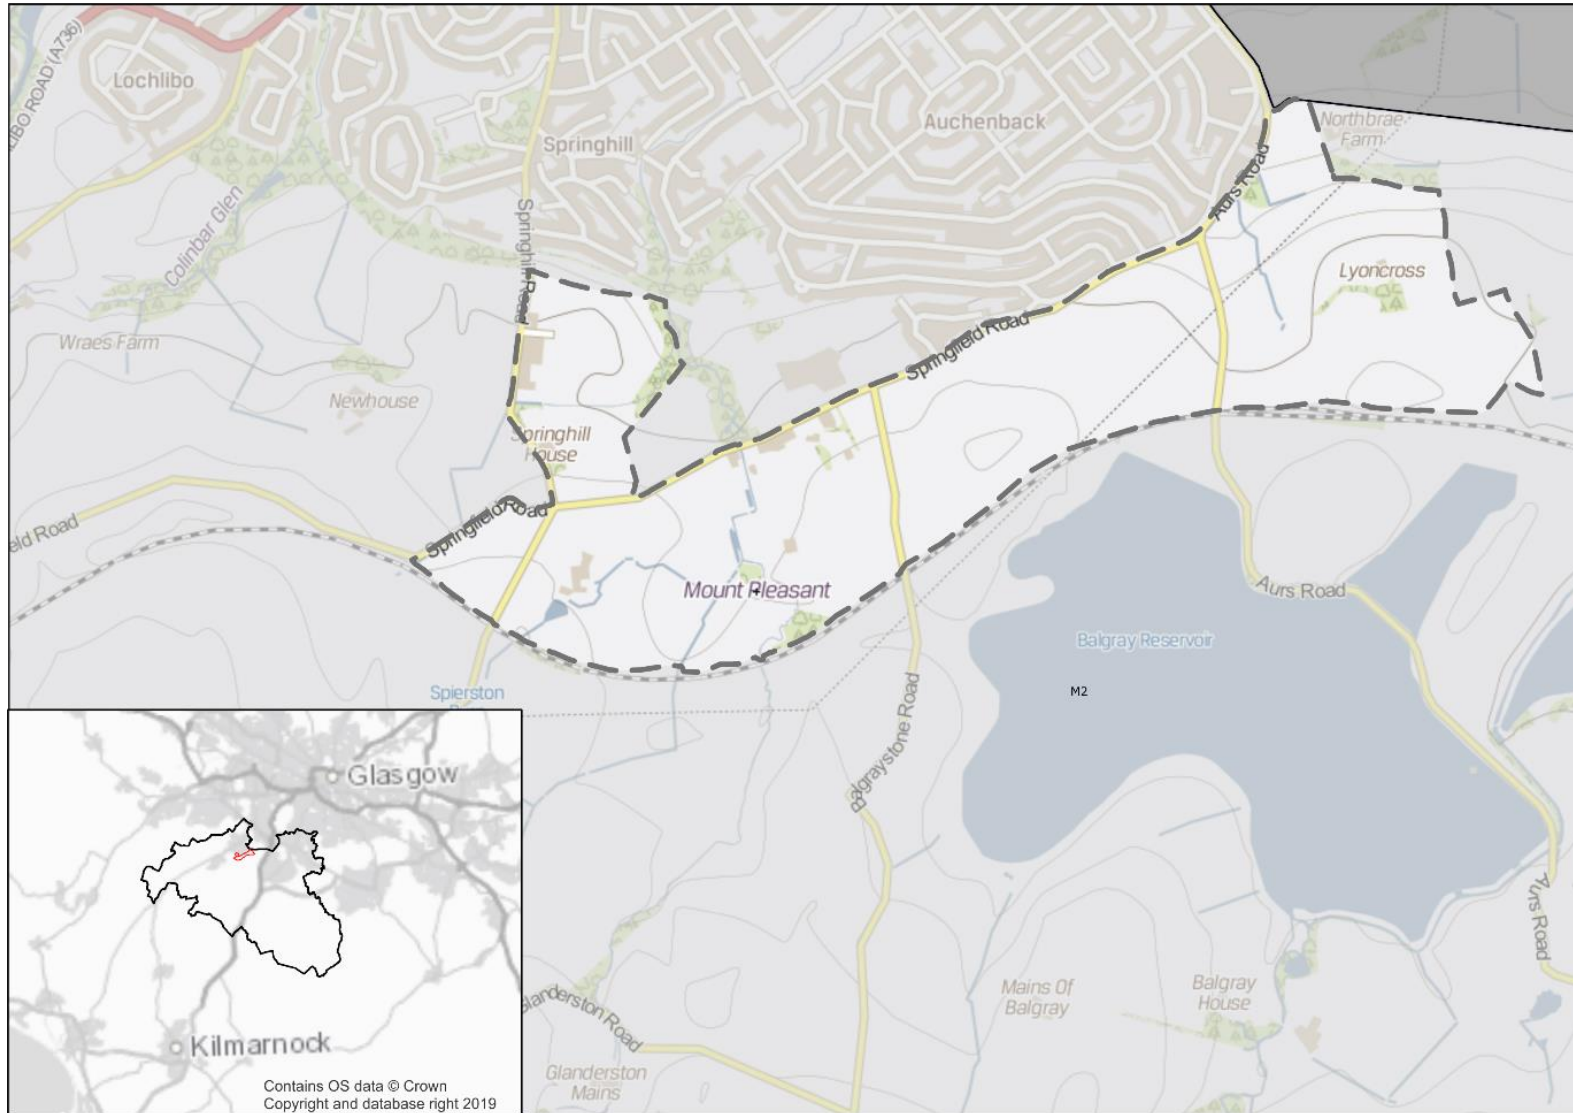 LIBO ROAD (A736)
Lochlibo
Colinbar Glen
Springhill
Auchenback
Northbrae
Farm
Aurs Road
Springhill Road
Lyoncross
Wraes Farm
Newhouse
Springhill
House
Springfield Road
Springfield Road
eld Road
Mount Pleasant
Aurs Road
Balgray Reservoir
M2
Spierston
Balgraystone Road
Aurs Road
Mains Of
Balgray
Balgray
House
Glanderston Road
Glanderston
Mains
Glasgow
Kilmarnock
Contains OS data © Crown
Copyright and database right 2019